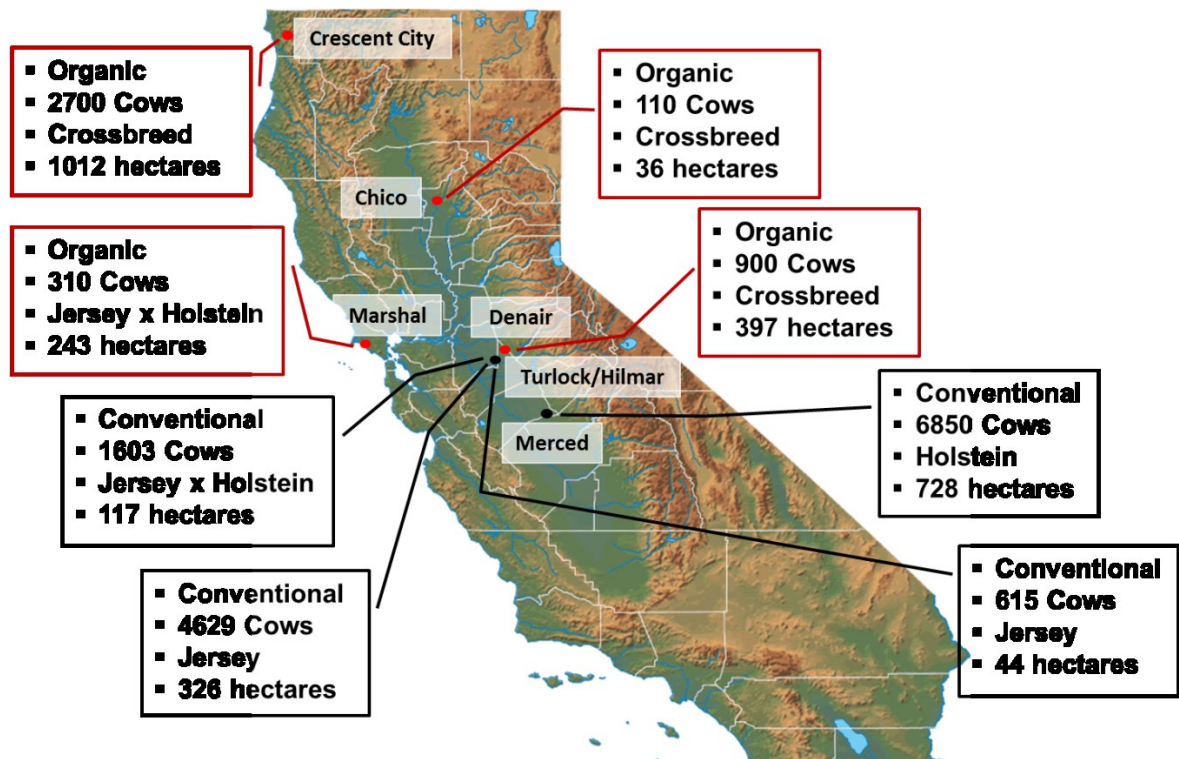 Crescent City
▪ Organic
▪ 2700 Cows
▪ Crossbreed
▪ 1012 hectares
▪ Organic
▪ 110 Cows
▪ Crossbreed
▪ 36 hectares
Chico
▪ Organic
▪ 310 Cows
▪ Jersey x Holstein
▪ 243 hectares
▪ Organic
▪ 900 Cows
▪ Crossbreed
▪ 397 hectares
Marshal
Denair
Turlock/Hilmar
Merced
▪ Conventional
▪ 1603 Cows
▪ Jersey x Holstein
▪ 117 hectares
▪ Conventional
▪ 6850 Cows
▪ Holstein
▪ 728 hectares
▪ Conventional
▪ 4629 Cows
▪ Jersey
▪ 326 hectares
▪ Conventional
▪ 615 Cows
▪ Jersey
▪ 44 hectares